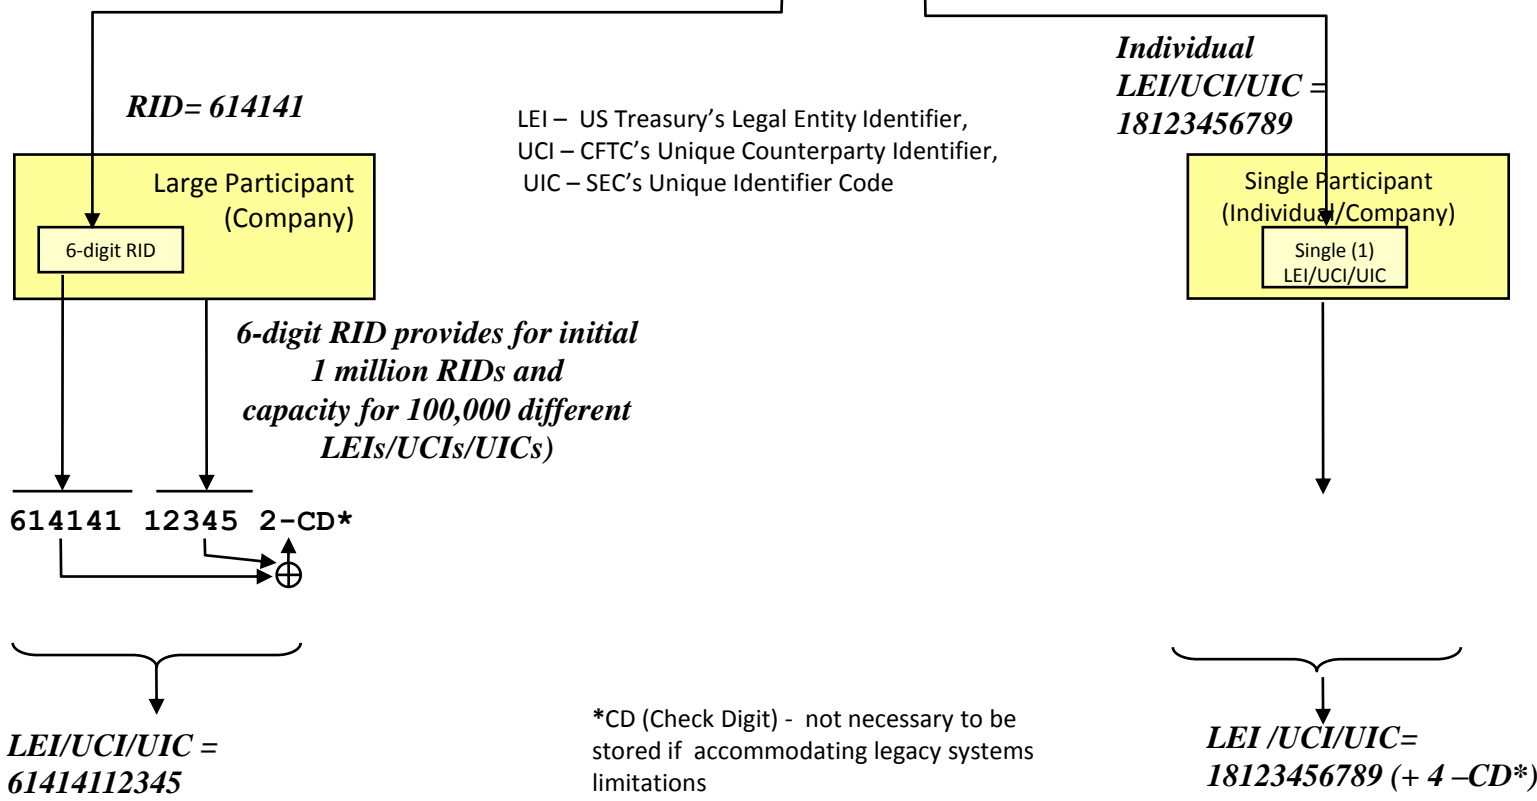 RID= 614141
Large Participant
(Company)
6-digit RID
LEI –  US Treasury’s Legal Entity Identifier,
UCI – CFTC’s Unique Counterparty Identifier,
UIC – SEC’s Unique Identifier Code
Individual
LEI/UCI/UIC =
18123456789
Single Participant
(Individual/Company)
Single (1)
LEI/UCI/UIC
6-digit RID provides for initial
1 million RIDs and
capacity for 100,000 different
LEIs/UCIs/UICs)
614141 12345 2-CD*
LEI/UCI/UIC =
61414112345
*CD (Check Digit) -  not necessary to be
stored if  accommodating legacy systems
limitations
LEI /UCI/UIC=
18123456789 (+ 4 –CD*)